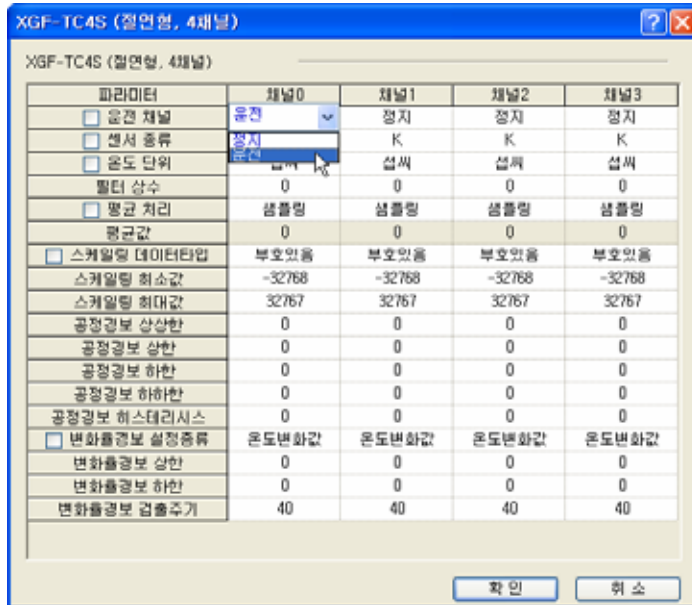 XGF-TC4S (절연형, 4채널)
XGF-TC4S (절연형, 4채널)
파라미터 채널0 채널1 채널2 채널3
운전 채널 운전 정지 정지 정지
센서 종류 정지 K K K
운전
온도 단위 섭씨 섭씨 섭씨 섭씨
필터 상수 0 0 0 0
평균 처리 샘플링 샘플링 샘플링 샘플링
평균값 0 0 0 0
스케일링 데이터타입 부호있음 부호있음 부호있음 부호있음
스케일링 최소값 -32768 -32768 -32768 -32768
스케일링 최대값 32767 32767 32767 32767
공정경보 상상한 0 0 0 0
공정경보 상한 0 0 0 0
공정경보 하한 0 0 0 0
공정경보 하하한 0 0 0 0
공정경보 히스테리시스 0 0 0 0
변화율경보 설정종류 온도변화값 온도변화값 온도변화값 온도변화값
변화율경보 상한 0 0 0 0
변화율경보 하한 0 0 0 0
변화율경보 검출주기 40 40 40 40
확인 취소